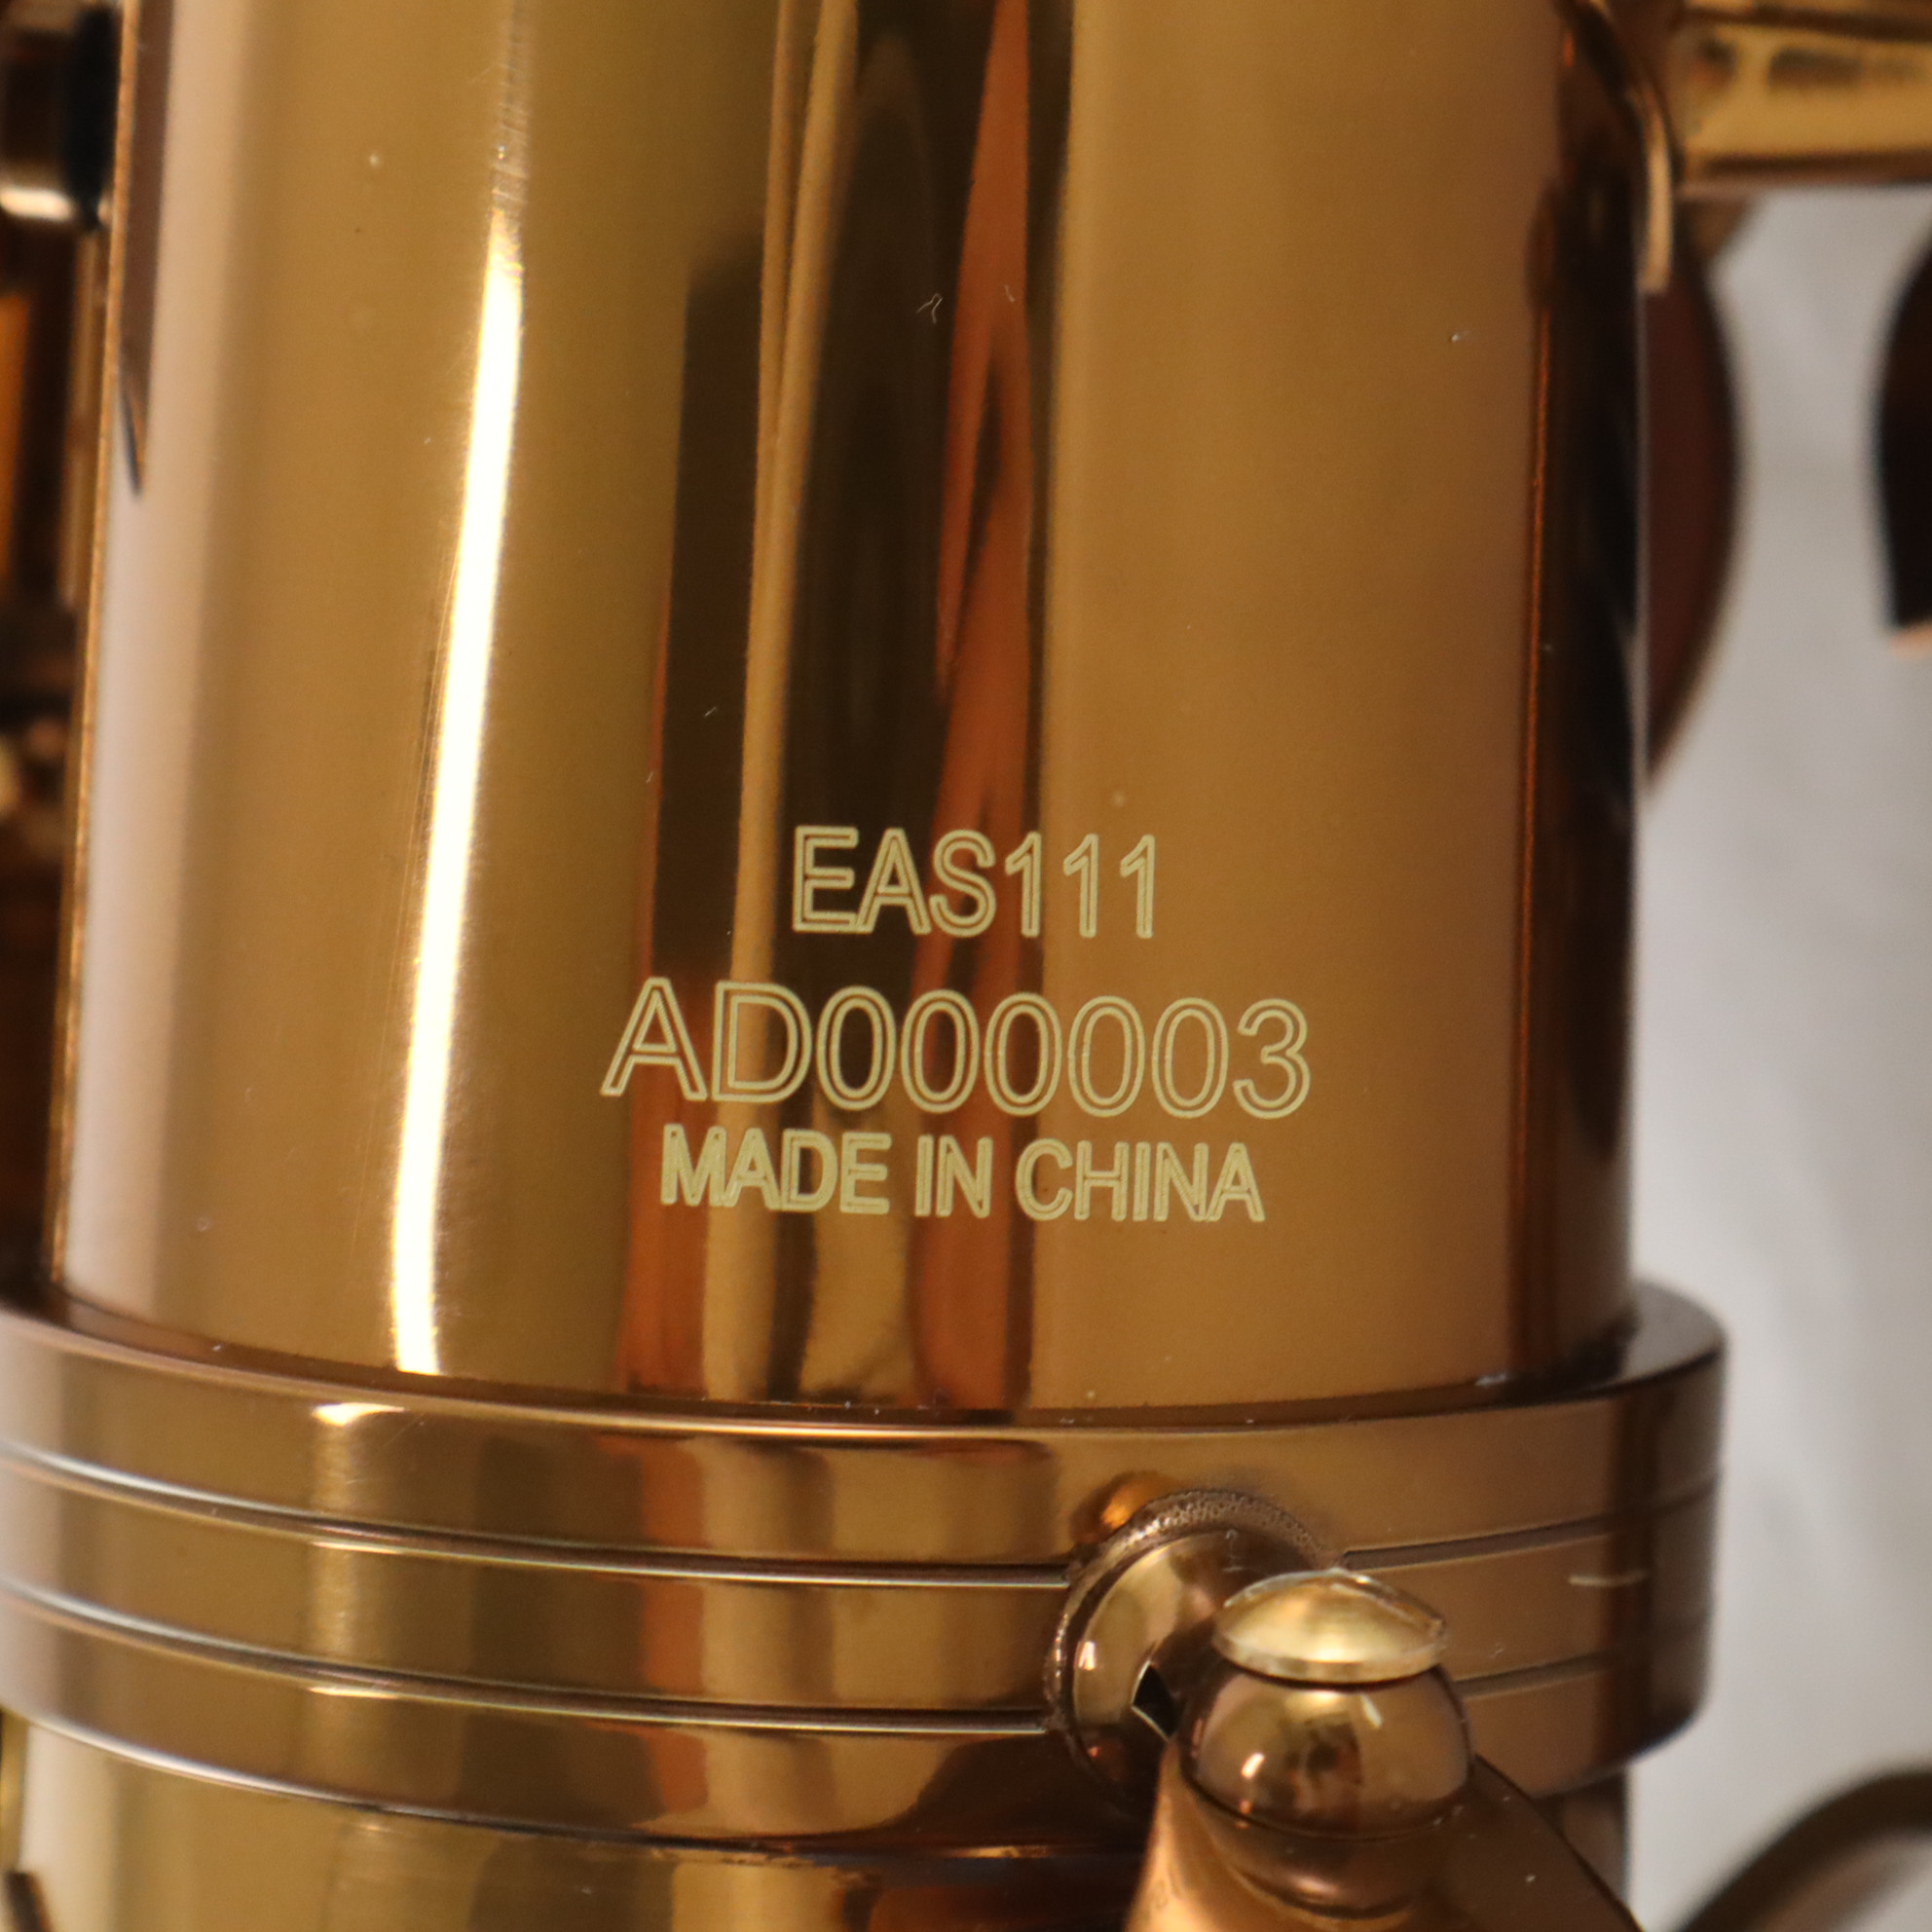 EAS111
AD000003
MADE IN CHINA